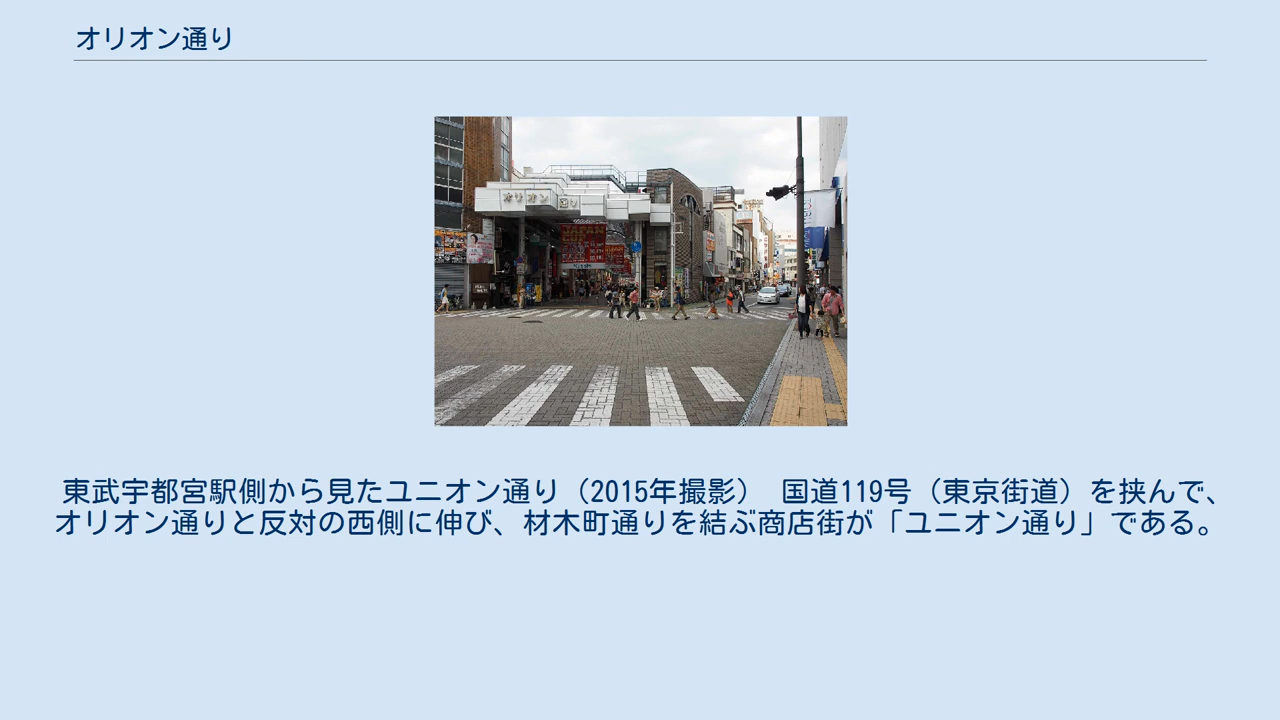 オリオン通り
オリオン通り
JAPAN
CUP
東武宇都宮駅側から見たユニオン通り（2015年撮影）　国道119号（東京街道）を挟んで、
オリオン通りと反対の西側に伸び、材木町通りを結ぶ商店街が「ユニオン通り」である。